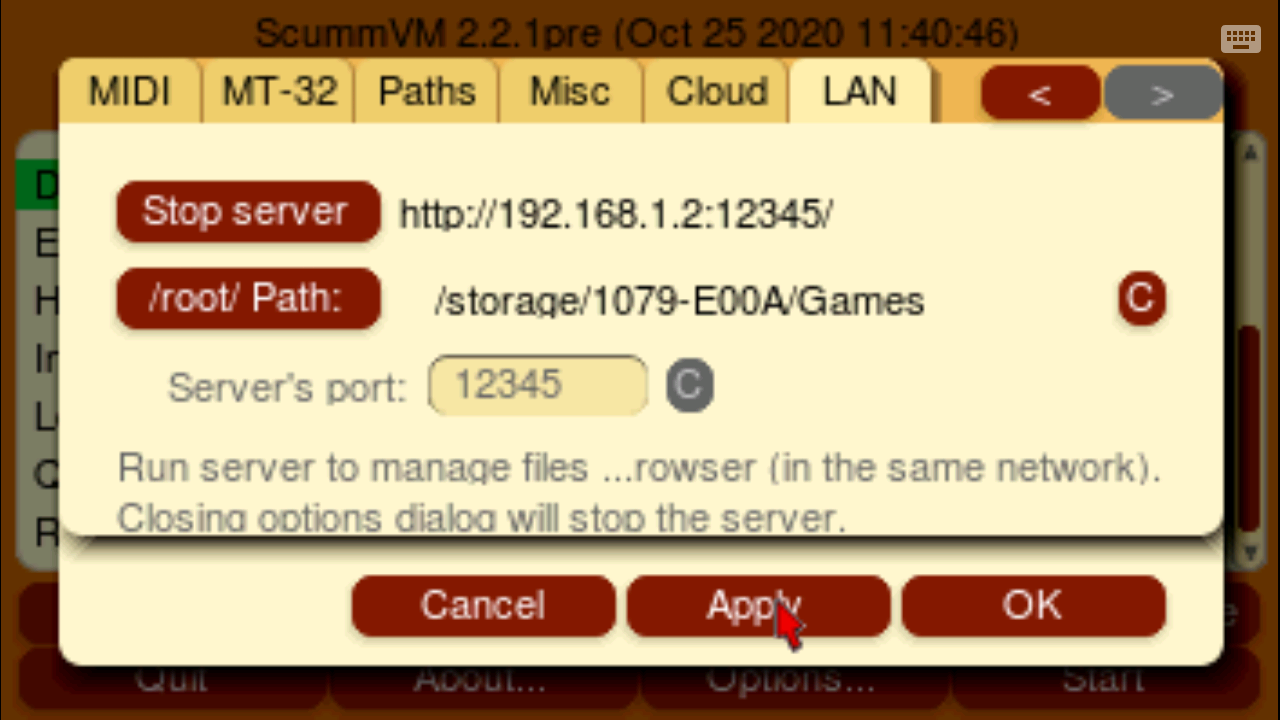 ScummVM 2.2.1pre (Oct 25 2020 11:40:46)
MIDI MT-32 Paths Misc Cloud LAN < >
Stop server http://192.168.1.2:12345/
/root/ Path: /storage/1079-E00A/Games C
Server's port: 12345 C
Run server to manage files ...rowser (in the same network).
Closing options dialog will stop the server.
Cancel Apply OK
Quit About... Options... Start